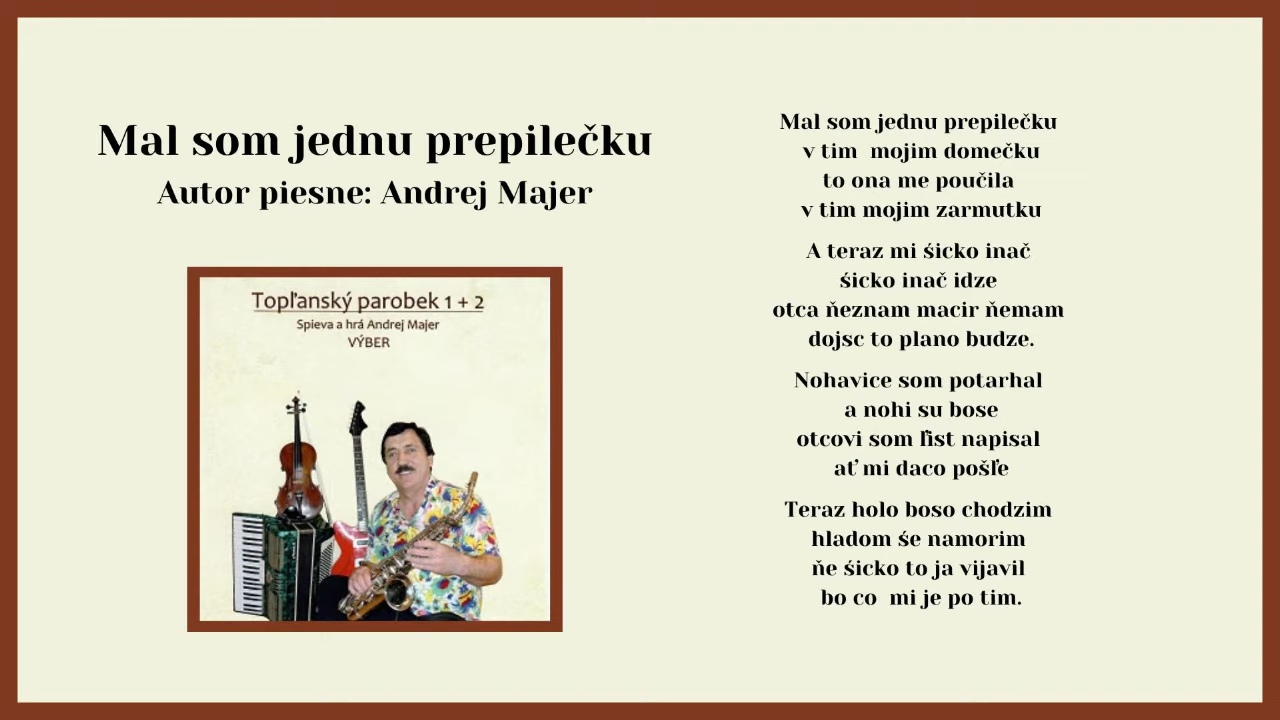 Mal som jednu prepilečku
Autor piesne: Andrej Majer
Topľanský parobek 1 + 2
Spieva a hrá Andrej Majer
VÝBER
Mal som jednu prepilečku
v tim mojim domečku
to ona me poučila
v tim mojim zarmutku
A teraz mi śicko inač
śicko inač idze
otca ňeznam macir ňemam
dojsc to plano budze.
Nohavice som potarhal
a nohi su bose
otcovi som ľist napisal
ať mi daco pošľe
Teraz holo boso chodzim
hladom śe namorim
ňe śicko to ja vijavil
bo co mi je po tim.